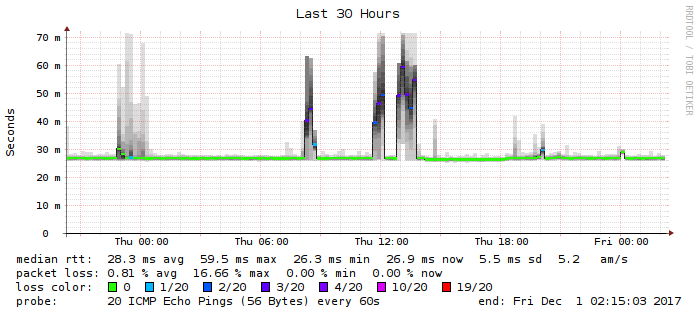 Last 30 Hours
RRDTOOL / TOBI OETIKER
Seconds
70 m
60 m
50 m
40 m
30 m
20 m
10 m
0
Thu 00:00 Thu 06:00 Thu 12:00 Thu 18:00 Fri 00:00
median rtt: 28.3 ms avg 59.5 ms max 26.3 ms min 26.9 ms now 5.5 ms sd 5.2 am/s
packet loss: 0.81 % avg 16.66 % max 0.00 % min 0.00 % now
loss color: 0 1/20 2/20 3/20 4/20 10/20 19/20
probe: 20 ICMP Echo Pings (56 Bytes) every 60s end: Fri Dec 1 02:15:03 2017